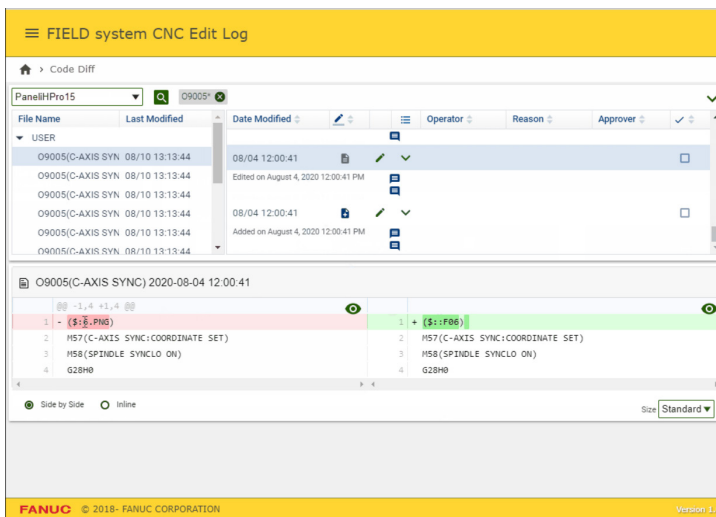 FIELD system CNC Edit Log
> Code Diff
PaneliHPro15 O9005*
File Name Last Modified Date Modified Operator Reason Approver
USER
O9005(C-AXIS SYN 08/10 13:13:44 08/04 12:00:41
O9005(C-AXIS SYN 08/10 13:13:44 Edited on August 4, 2020 12:00:41 PM
O9005(C-AXIS SYN 08/10 13:13:44
O9005(C-AXIS SYN 08/10 13:13:44 08/04 12:00:41
O9005(C-AXIS SYN 08/10 13:13:44 Added on August 4, 2020 12:00:41 PM
O9005(C-AXIS SYN 08/10 13:13:44
O9005(C-AXIS SYNC) 2020-08-04 12:00:41
@@ -1,4 +1,4 @@
1 - ($:6.PNG) 1 + ($::F06)
2 M57(C-AXIS SYNC:COORDINATE SET) 2 M57(C-AXIS SYNC:COORDINATE SET)
3 M58(SPINDLE SYNCLO ON) 3 M58(SPINDLE SYNCLO ON)
4 G28H0 4 G28H0
Side by Side Inline Size Standard
FANUC © 2018- FANUC CORPORATION Version 1.